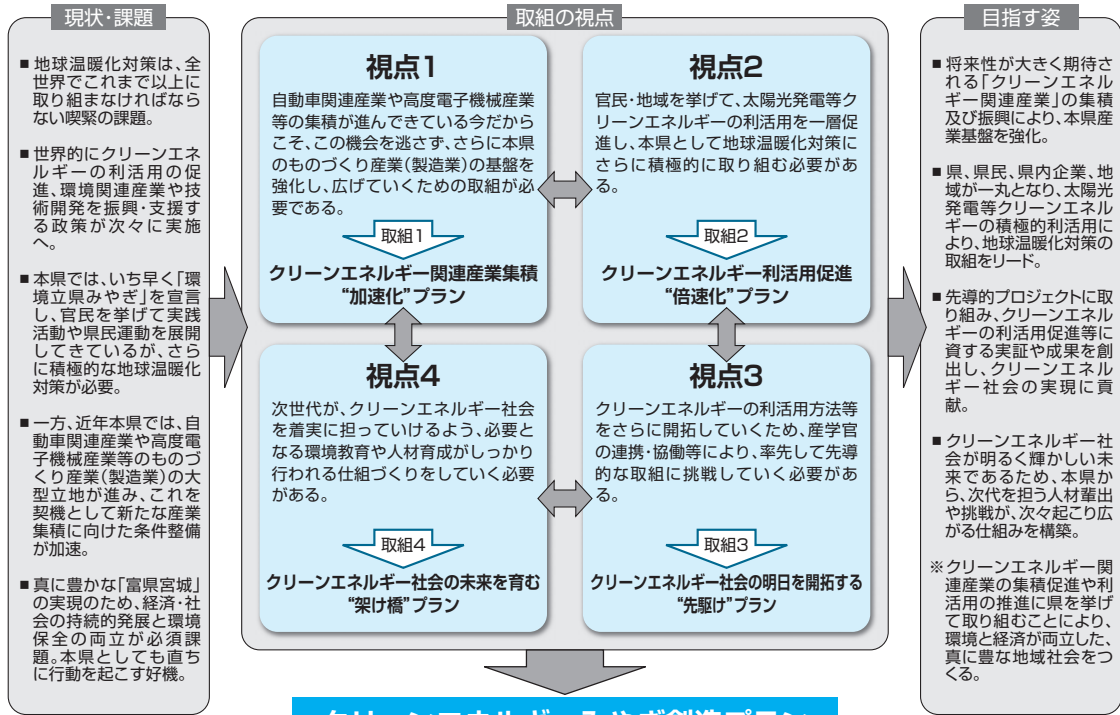 現状・課題
■地球温暖化対策は、全
世界でこれまで以上に
取り組まなければなら
ない喫緊の課題。
■世界的にクリーンエネ
ルギーの利活用の促
進、環境関連産業や技
術開発を振興・支援す
る政策が次々に実施
へ。
■本県では、いち早く「環
境立県みやぎ」を宣言
し、官民を挙げて実践
活動や県民運動を展開
してきているが、さら
に積極的な地球温暖化
対策が必要。
■一方、近年本県では、自
動車関連産業や高度電
子機械産業等のものづ
くり産業(製造業)の大
型立地が進み、これを
契機として新たな産業
集積に向けた条件整備
が加速。
■真に豊かな「富県宮城」
の実現のため、経済・社
会の持続的発展と環境
保全の両立が必須課
題。本県としても直ち
に行動を起こす好機。
取組の視点
視点1
自動車関連産業や高度電子機械産業
等の集積が進んできている今だから
こそ、この機会を逃さず、さらに本県
のものづくり産業(製造業)の基盤を
強化し、広げていくための取組が必
要である。
取組1
クリーンエネルギー関連産業集積
“加速化”プラン
視点2
官民・地域を挙げて、太陽光発電等ク
リーンエネルギーの利活用を一層促
進し、本県として地球温暖化対策に
さらに積極的に取り組む必要があ
る。
取組2
クリーンエネルギー利活用促進
“倍速化”プラン
視点4
次世代が、クリーンエネルギー社会
を着実に担っていけるよう、必要と
なる環境教育や人材育成がしっかり
行われる仕組づくりをしていく必要
がある。
取組4
クリーンエネルギー社会の未来を育む
“架け橋”プラン
視点3
クリーンエネルギーの利活用方法等
をさらに開拓していくため、産学官
の連携・協働等により、率先して先導
的な取組に挑戦していく必要があ
る。
取組3
クリーンエネルギー社会の明日を開拓する
“先駆け”プラン
目指す姿
■将来性が大きく期待さ
れる「クリーンエネル
ギー関連産業」の集積
及び振興により、本県産
業基盤を強化。
■県、県民、県内企業、地
域が一丸となり、太陽光
発電等クリーンエネル
ギーの積極的利活用に
より、地球温暖化対策の
取組をリード。
■先導的プロジェクトに取
り組み、クリーンエネル
ギーの利活用促進等に
資する実証や成果を創
出し、クリーンエネル
ギー社会の実現に貢
献。
■クリーンエネルギー社
会が明るく輝かしい未
来であるため、本県か
ら、次代を担う人材輩出
や挑戦が、次々起こり広
がる仕組みを構築。
※クリーンエネルギー関
連産業の集積促進や利
活用の推進に県を挙げ
て取り組むことにより、
環境と経済が両立した、
真に豊な地域社会をつ
くる。
クリーンエネルギーみやぎ創造プラン